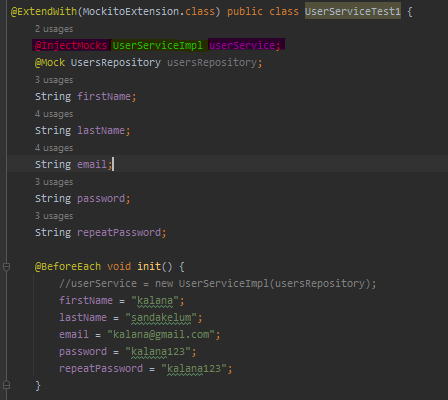 @ExtendWith(MockitoExtension.class) public class UserServiceTest1 {
2 usages
@InjectMocks UserServiceImpl userService;
@Mock UsersRepository usersRepository;
3 usages
String firstName;
4 usages
String lastName;
4 usages
String email;
3 usages
String password;
3 usages
String repeatPassword;
@BeforeEach void init() {
//userService = new UserServiceImpl(usersRepository);
firstName = "kalana";
lastName = "sandakelum";
email = "kalana@gmail.com";
password = "kalana123";
repeatPassword = "kalana123";
}